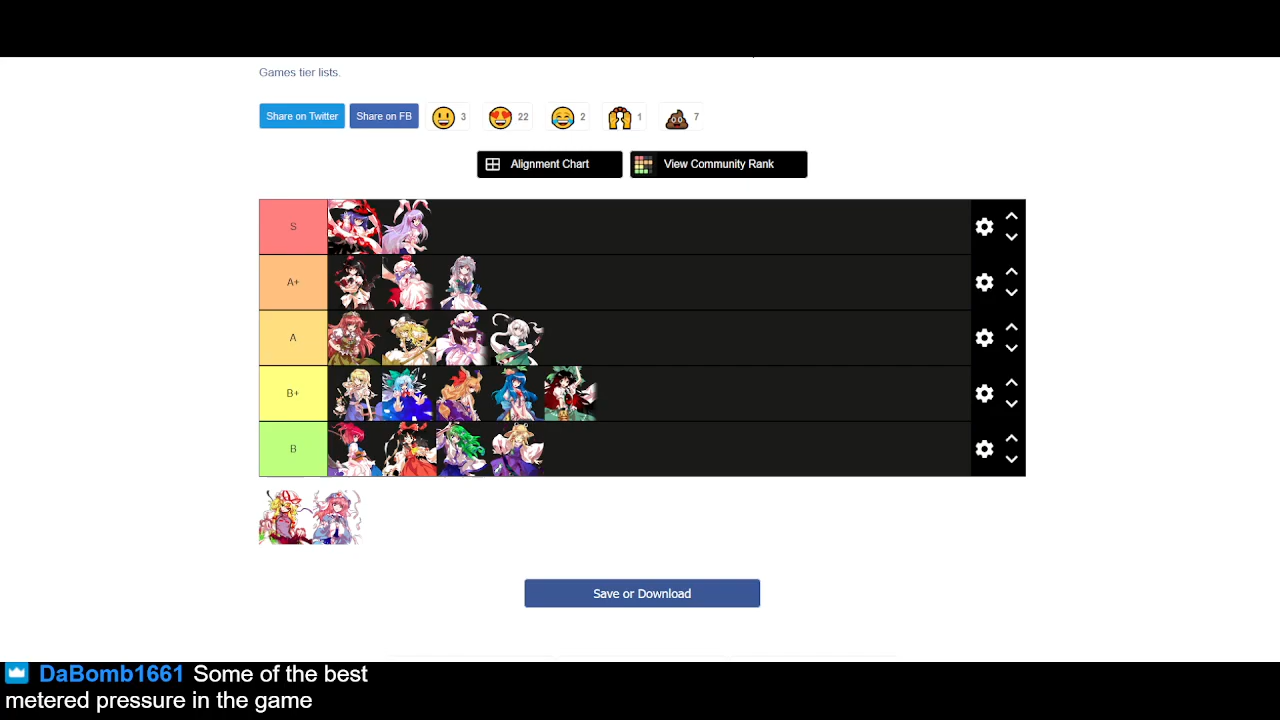 Games tier lists.
Share on Twitter Share on FB 3 22 2 1 7
Alignment Chart View Community Rank
S
A+
A
B+
B
Save or Download
DaBomb1661 Some of the best
metered pressure in the game